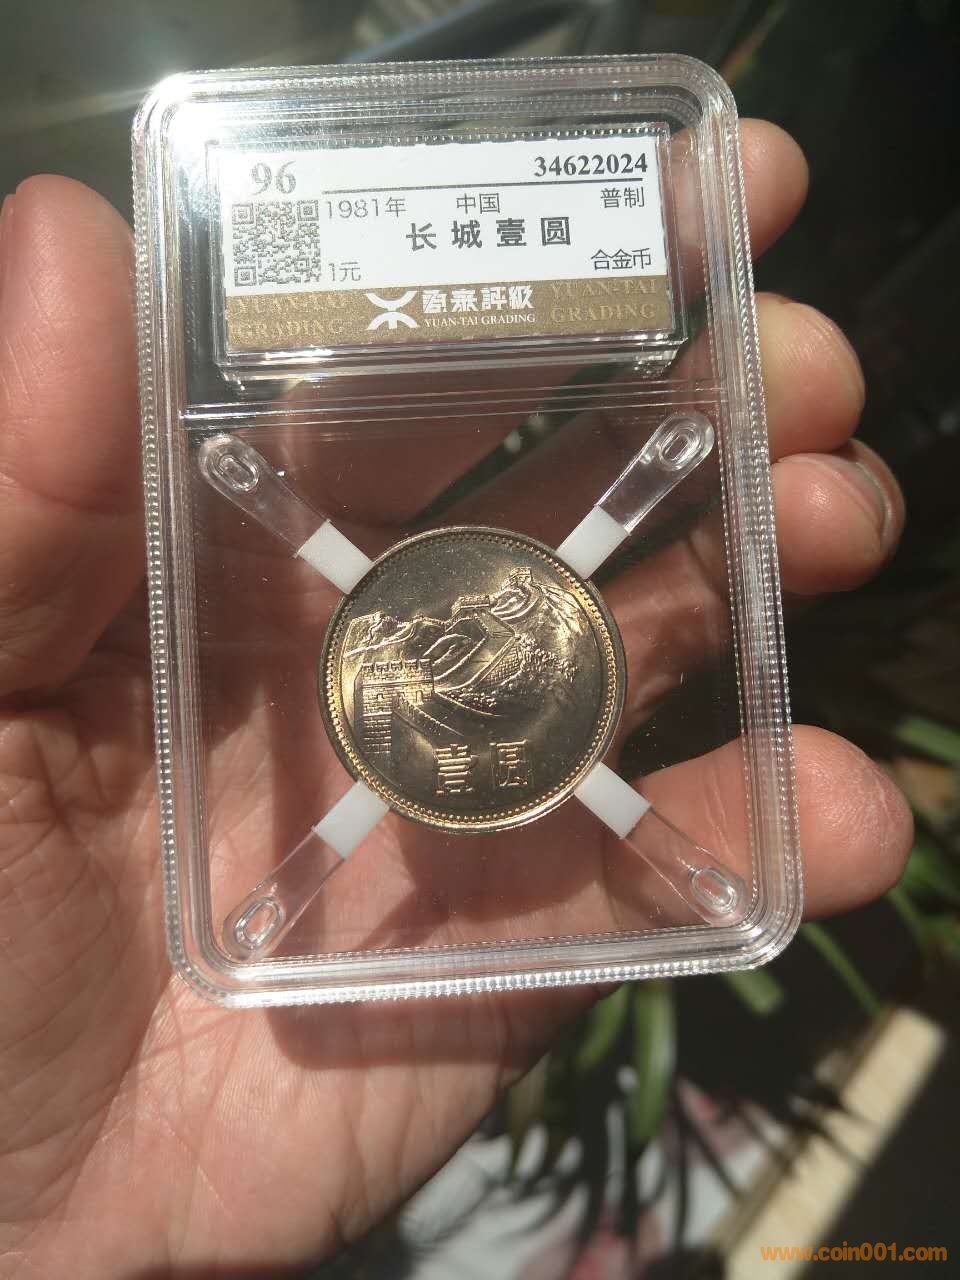 96
34622024
1981年 中国 普制
长城壹圆
1元 合金币
YUAN-TAI GRADING
源泰評級
YUAN-TAI GRADING
YUAN-TAI GRADING
壹圆
www.coin001.com